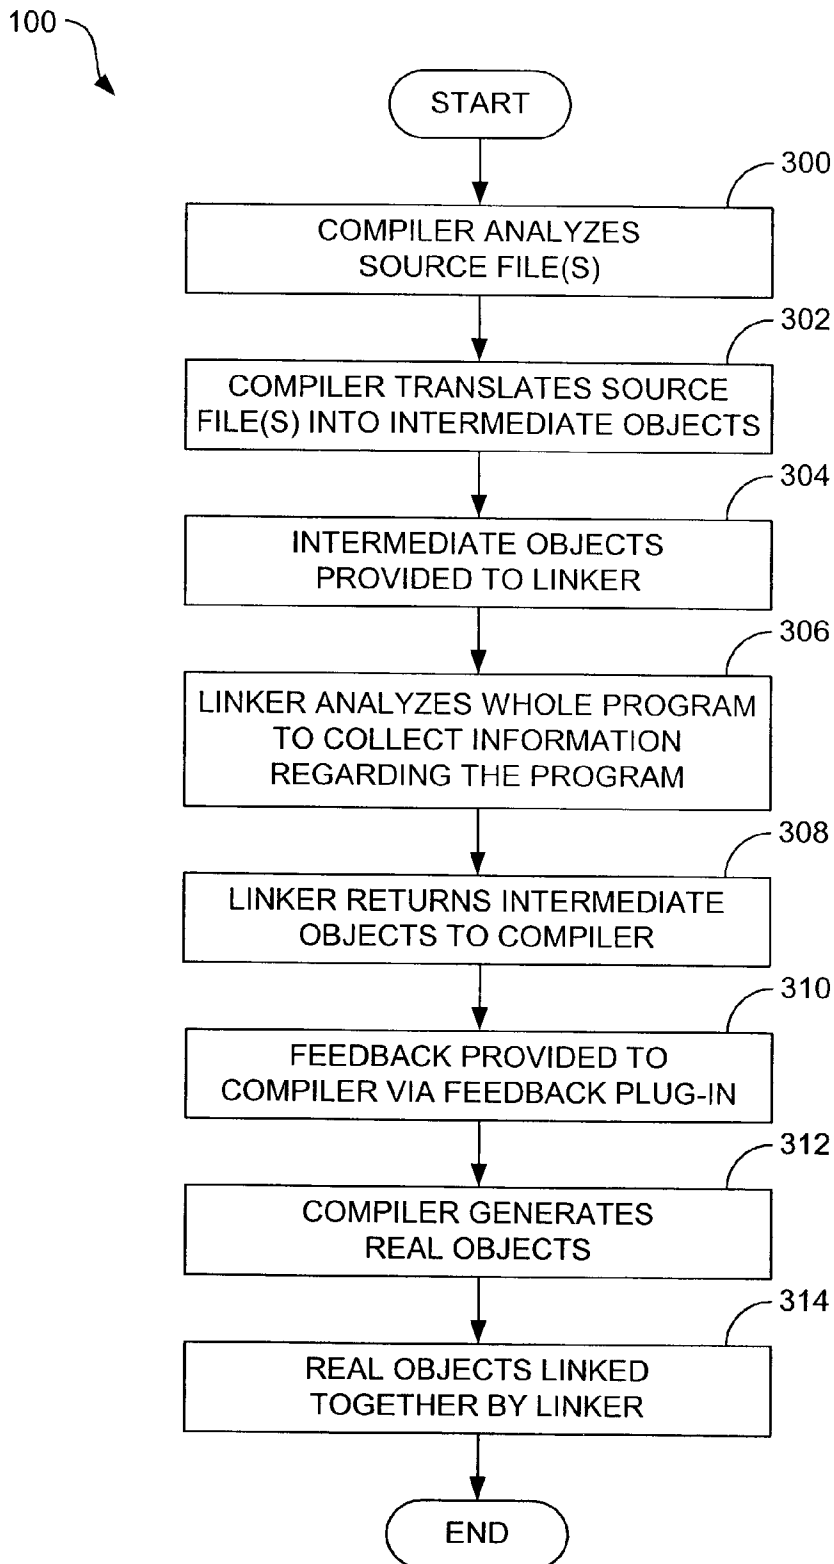 100
START
300
COMPILER ANALYZES
SOURCE FILE(S)
302
COMPILER TRANSLATES SOURCE
FILE(S) INTO INTERMEDIATE OBJECTS
304
INTERMEDIATE OBJECTS
PROVIDED TO LINKER
306
LINKER ANALYZES WHOLE PROGRAM
TO COLLECT INFORMATION
REGARDING THE PROGRAM
308
LINKER RETURNS INTERMEDIATE
OBJECTS TO COMPILER
310
FEEDBACK PROVIDED TO
COMPILER VIA FEEDBACK PLUG-IN
312
COMPILER GENERATES
REAL OBJECTS
314
REAL OBJECTS LINKED
TOGETHER BY LINKER
END